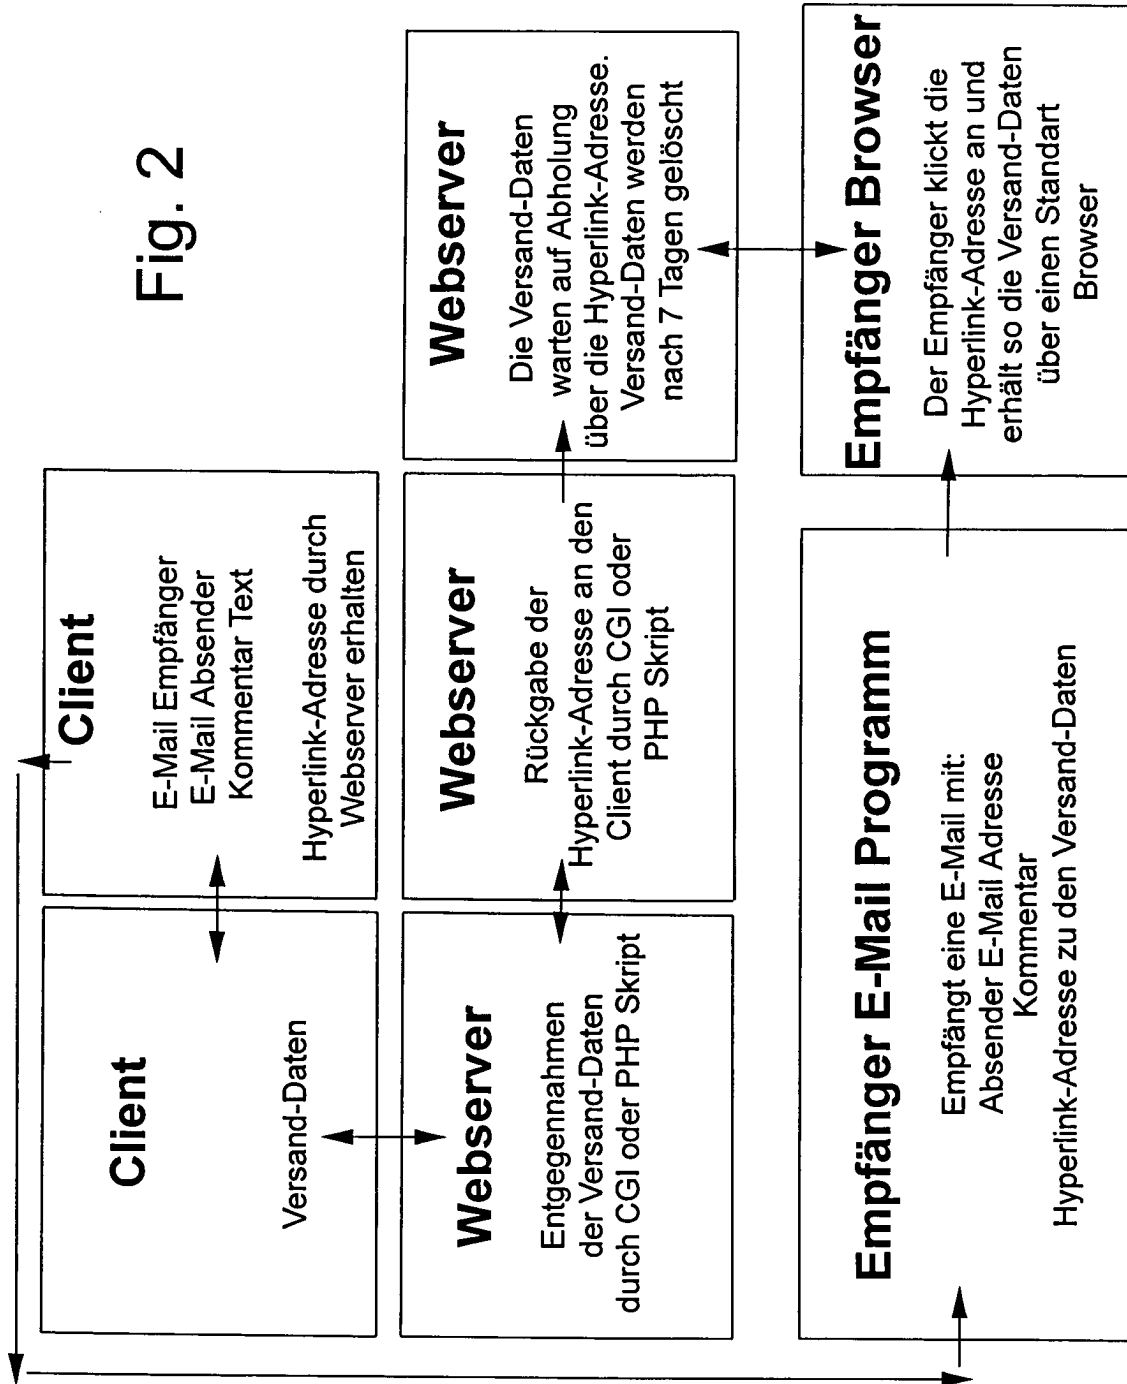 Fig. 2
Client
Versand-Daten
Client
E-Mail Empfänger
E-Mail Absender
Kommentar Text
Hyperlink-Adresse durch
Webserver erhalten
Webserver
Entgegennahmen
der Versand-Daten
durch CGI oder PHP Skript
Webserver
Rückgabe der
Hyperlink-Adresse an den
Client durch CGI oder
PHP Skript
Webserver
Die Versand-Daten
warten auf Abholung
über die Hyperlink-Adresse.
Versand-Daten werden
nach 7 Tagen gelöscht
Empfänger E-Mail Programm
Empfängt eine E-Mail mit:
Absender E-Mail Adresse
Kommentar
Hyperlink-Adresse zu den Versand-Daten
Empfänger Browser
Der Empfänger klickt die
Hyperlink-Adresse an und
erhält so die Versand-Daten
über einen Standart
Browser